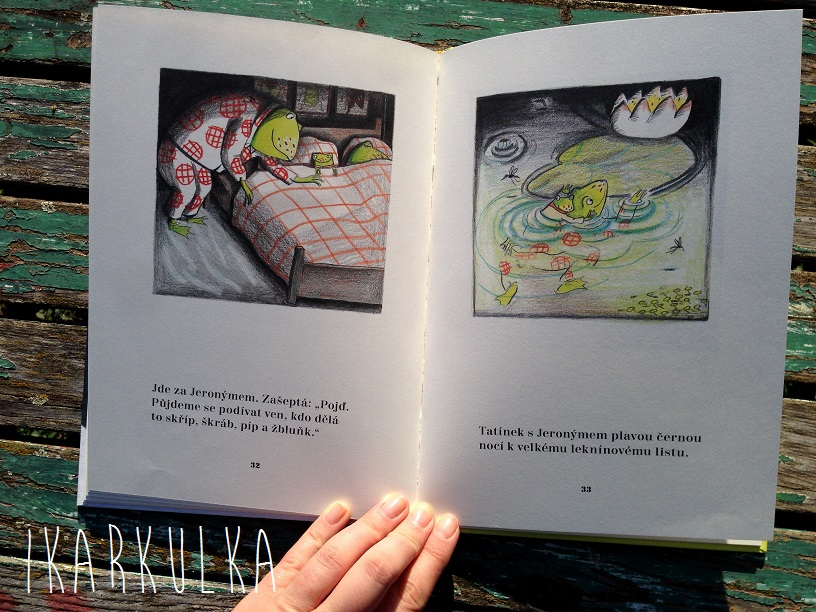 Jde za Jeronýmem. Zašeptá: „Pojď.
Půjdeme se podívat ven, kdo dělá
to skříp, škráb, píp a žbluňk.“
32
Tatínek s Jeronýmem plavou černou
nocí k velkému leknínovému listu.
33
IKARKULKA